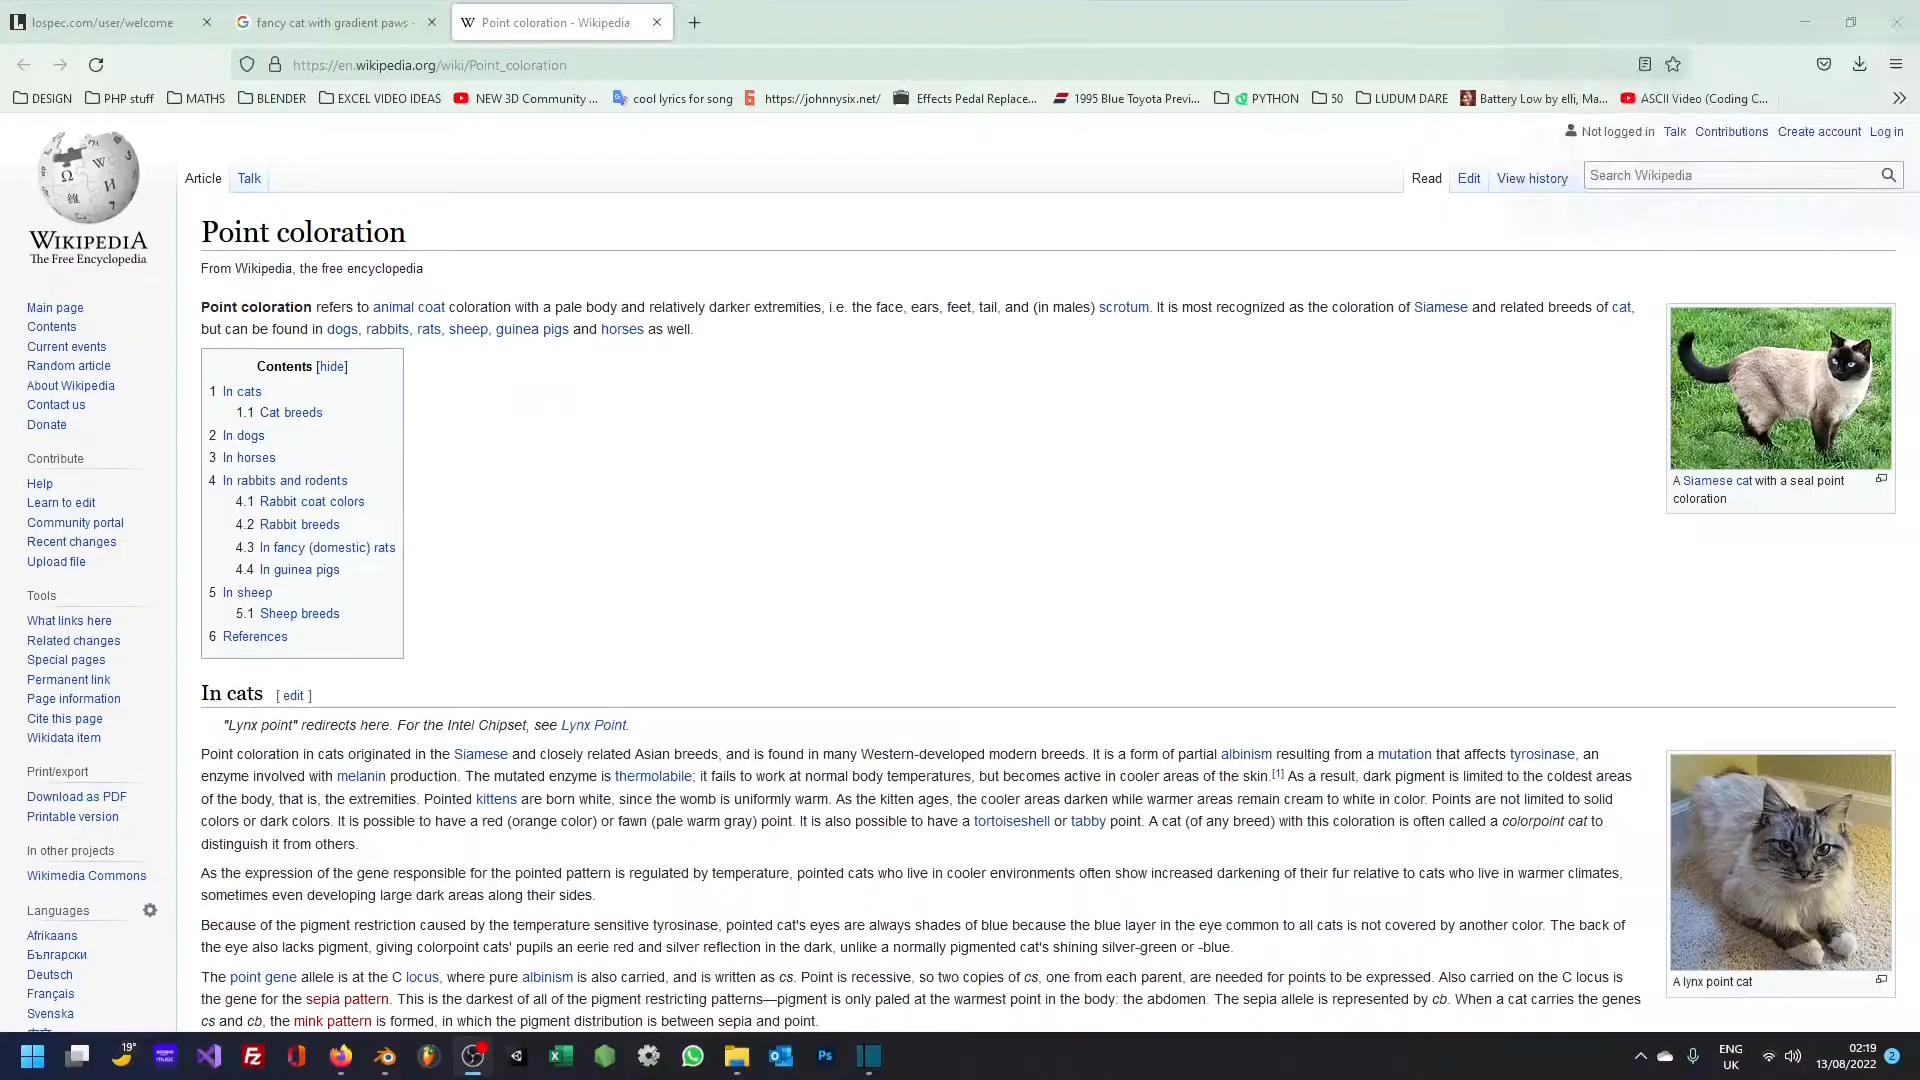 lospec.com/user/welcome
fancy cat with gradient paws -
Point coloration - Wikipedia
https://en.wikipedia.org/wiki/Point_coloration
DESIGN PHP stuff MATHS BLENDER EXCEL VIDEO IDEAS NEW 3D Community ... cool lyrics for song https://johnnysix.net/ Effects Pedal Replace... 1995 Blue Toyota Previ... PYTHON 50 LUDUM DARE Battery Low by elli, Ma... ASCII Video (Coding C...
Not logged in Talk Contributions Create account Log in
Article Talk Read Edit View history Search Wikipedia
WIKIPEDIA
The Free Encyclopedia
Main page
Contents
Current events
Random article
About Wikipedia
Contact us
Donate
Contribute
Help
Learn to edit
Community portal
Recent changes
Upload file
Tools
What links here
Related changes
Special pages
Permanent link
Page information
Cite this page
Wikidata item
Print/export
Download as PDF
Printable version
In other projects
Wikimedia Commons
Languages
Afrikaans
Български
Deutsch
Français
Svenska
Point coloration
From Wikipedia, the free encyclopedia
Point coloration refers to animal coat coloration with a pale body and relatively darker extremities, i.e. the face, ears, feet, tail, and (in males) scrotum. It is most recognized as the coloration of Siamese and related breeds of cat,
but can be found in dogs, rabbits, rats, sheep, guinea pigs and horses as well.
Contents [hide]
1 In cats
1.1 Cat breeds
2 In dogs
3 In horses
4 In rabbits and rodents
4.1 Rabbit coat colors
4.2 Rabbit breeds
4.3 In fancy (domestic) rats
4.4 In guinea pigs
5 In sheep
5.1 Sheep breeds
6 References
A Siamese cat with a seal point
coloration
In cats [ edit ]
"Lynx point" redirects here. For the Intel Chipset, see Lynx Point.
Point coloration in cats originated in the Siamese and closely related Asian breeds, and is found in many Western-developed modern breeds. It is a form of partial albinism resulting from a mutation that affects tyrosinase, an
enzyme involved with melanin production. The mutated enzyme is thermolabile; it fails to work at normal body temperatures, but becomes active in cooler areas of the skin.[1] As a result, dark pigment is limited to the coldest areas
of the body, that is, the extremities. Pointed kittens are born white, since the womb is uniformly warm. As the kitten ages, the cooler areas darken while warmer areas remain cream to white in color. Points are not limited to solid
colors or dark colors. It is possible to have a red (orange color) or fawn (pale warm gray) point. It is also possible to have a tortoiseshell or tabby point. A cat (of any breed) with this coloration is often called a colorpoint cat to
distinguish it from others.
As the expression of the gene responsible for the pointed pattern is regulated by temperature, pointed cats who live in cooler environments often show increased darkening of their fur relative to cats who live in warmer climates,
sometimes even developing large dark areas along their sides.
Because of the pigment restriction caused by the temperature sensitive tyrosinase, pointed cat's eyes are always shades of blue because the blue layer in the eye common to all cats is not covered by another color. The back of
the eye also lacks pigment, giving colorpoint cats' pupils an eerie red and silver reflection in the dark, unlike a normally pigmented cat's shining silver-green or -blue.
The point gene allele is at the C locus, where pure albinism is also carried, and is written as cs. Point is recessive, so two copies of cs, one from each parent, are needed for points to be expressed. Also carried on the C locus is
the gene for the sepia pattern. This is the darkest of all of the pigment restricting patterns—pigment is only paled at the warmest point in the body: the abdomen. The sepia allele is represented by cb. When a cat carries the genes
cs and cb, the mink pattern is formed, in which the pigment distribution is between sepia and point.
A lynx point cat
19°
ENG
UK
02:19
13/08/2022
2